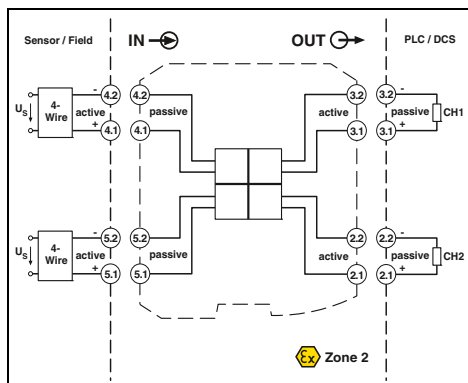 Sensor / Field
IN
OUT
PLC / DCS
4.2
4.2
3.2
3.2
-
-
US
4-
Wire
active
passive
active
passive
CH1
+
+
4.1
4.1
3.1
3.1
5.2
5.2
2.2
2.2
-
-
US
4-
Wire
active
passive
active
passive
CH2
+
+
5.1
5.1
2.1
2.1
Ex Zone 2